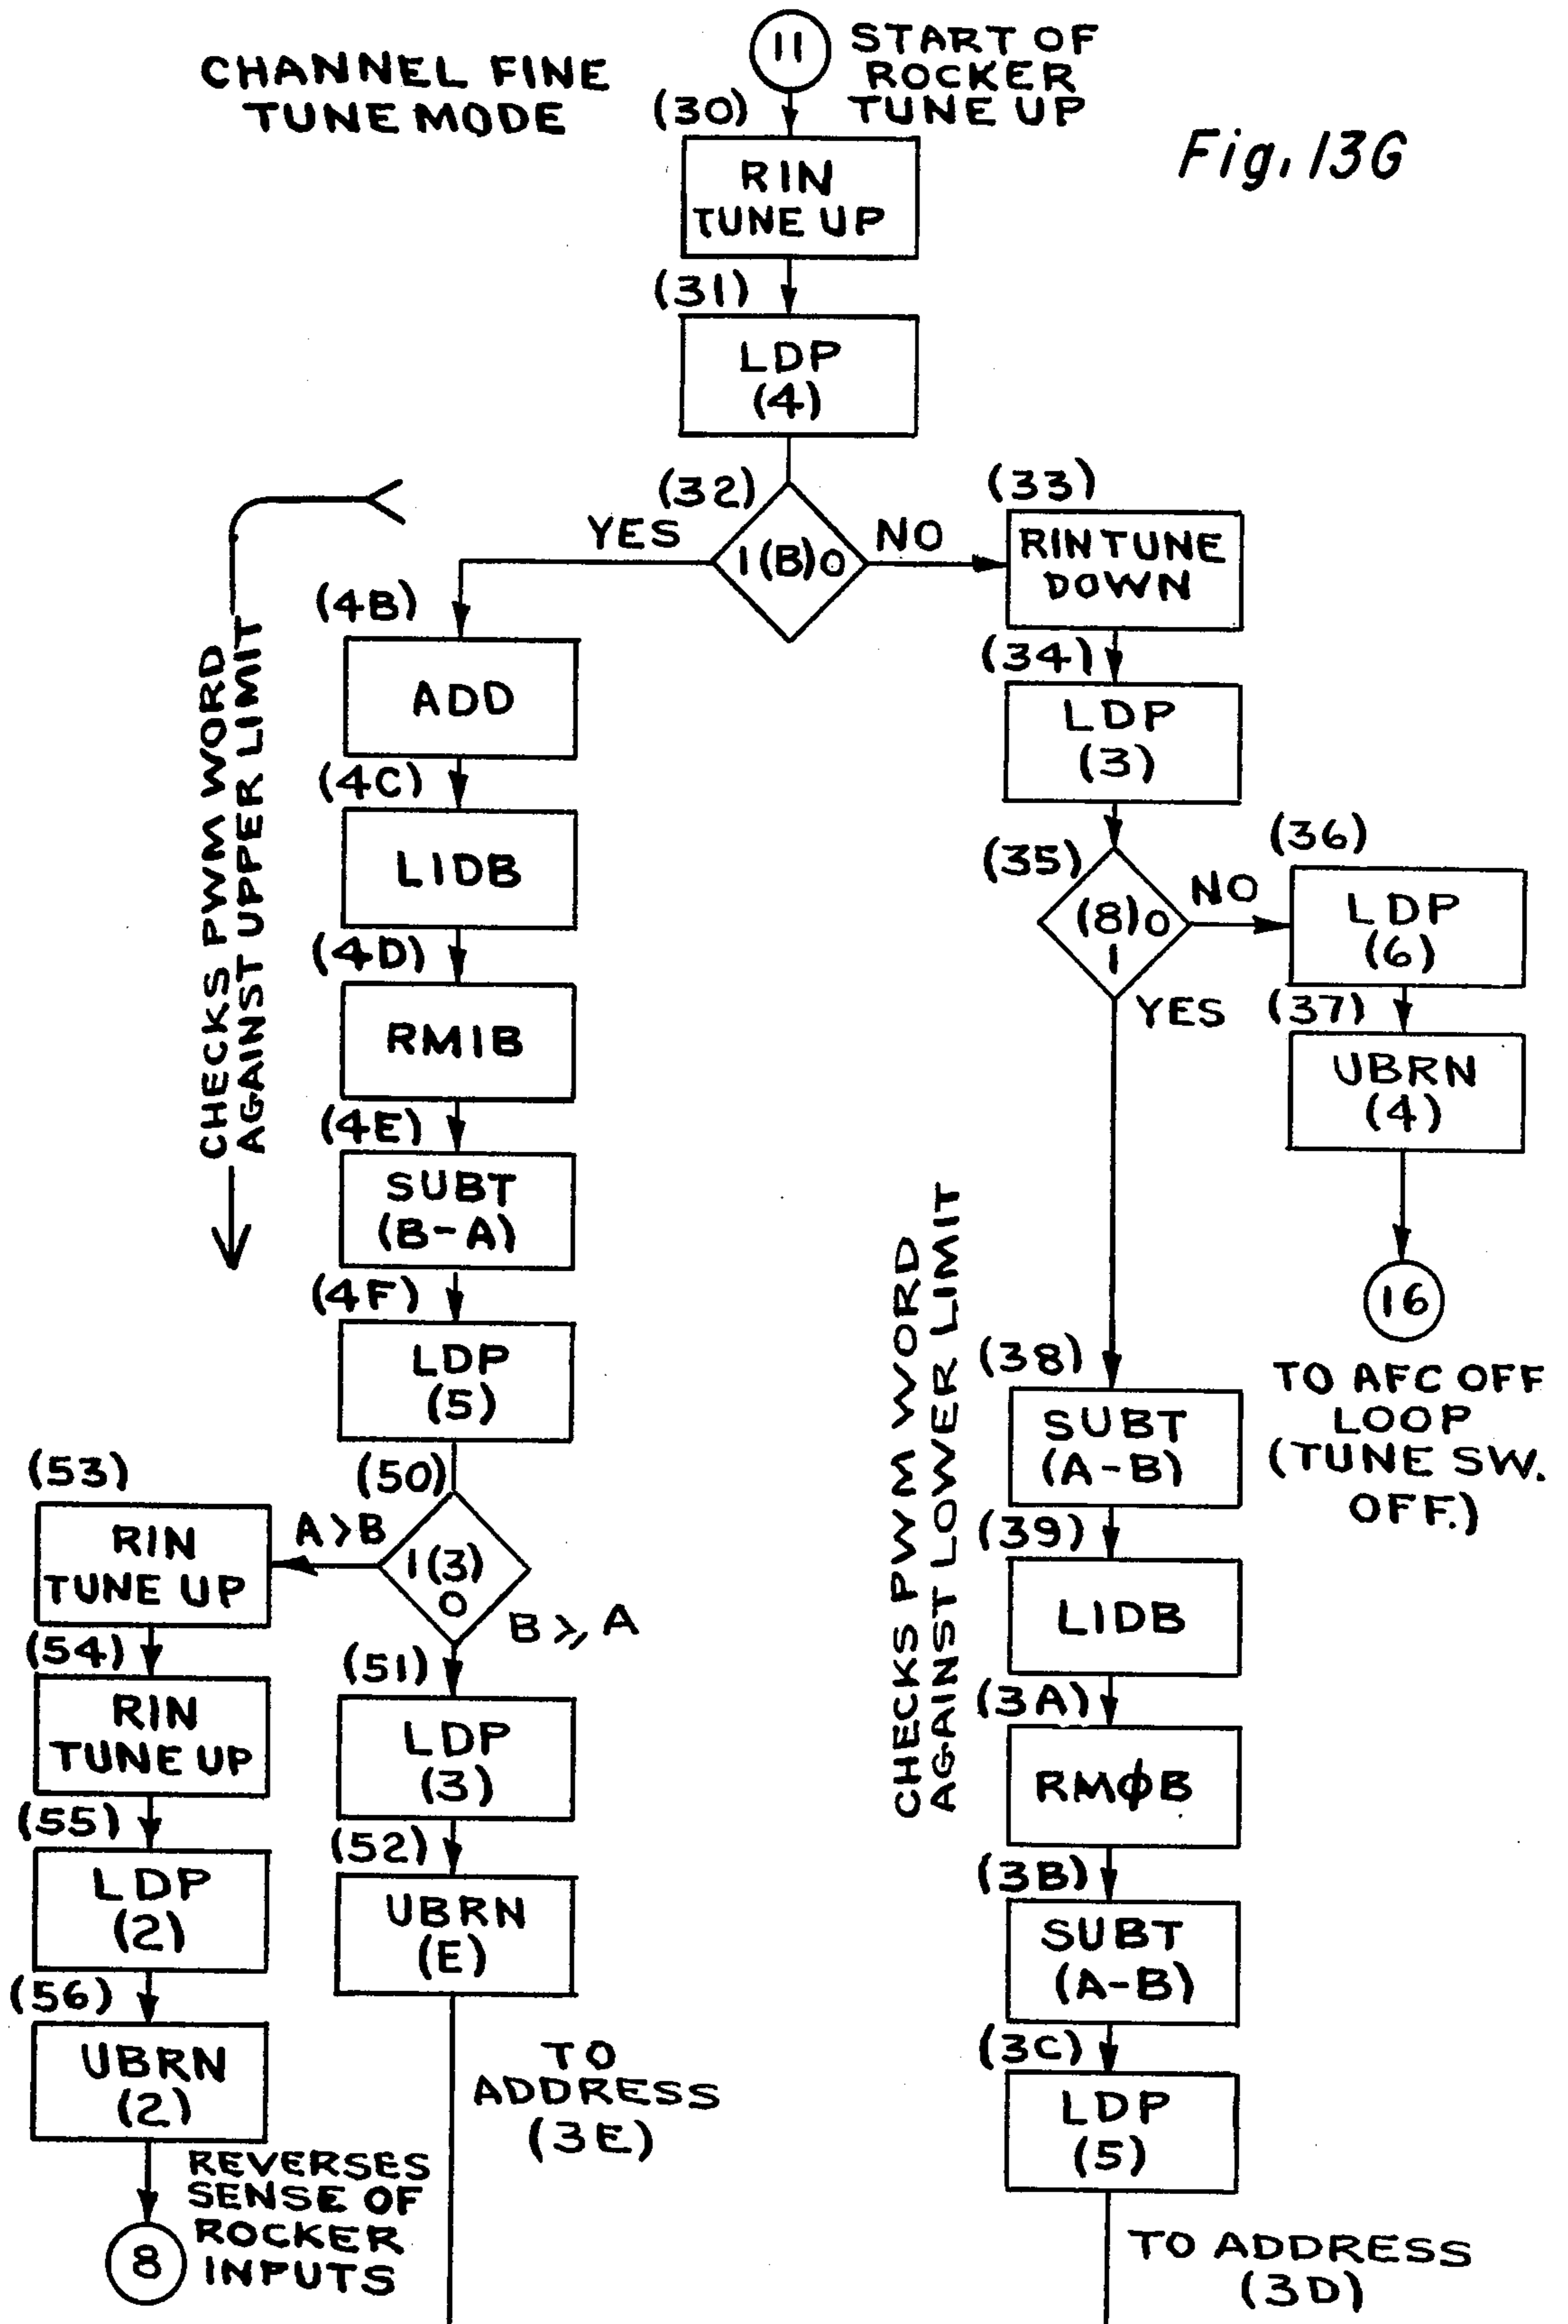 CHANNEL FINE
TUNE MODE
11
START OF
ROCKER
TUNE UP
Fig. 13G
(30)
RIN
TUNE UP
(31)
LDP
(4)
(32)
1(B)0
YES
NO
(33)
RIN TUNE
DOWN
(34)
LDP
(3)
(35)
(8)0
1
NO
YES
(36)
LDP
(6)
(37)
UBRN
(4)
16
TO AFC OFF
LOOP
(TUNE SW.
OFF.)
CHECKS PWM WORD
AGAINST UPPER LIMIT
(4B)
ADD
(4C)
LIDB
(4D)
RMIB
(4E)
SUBT
(B-A)
(4F)
LDP
(5)
(50)
1(3)
0
A>B
B⩾A
(53)
RIN
TUNE UP
(54)
RIN
TUNE UP
(55)
LDP
(2)
(56)
UBRN
(2)
8
REVERSES
SENSE OF
ROCKER
INPUTS
(51)
LDP
(3)
(52)
UBRN
(E)
TO
ADDRESS
(3E)
CHECKS PWM WORD
AGAINST LOWER LIMIT
(38)
SUBT
(A-B)
(39)
LIDB
(3A)
RMϕB
(3B)
SUBT
(A-B)
(3C)
LDP
(5)
TO ADDRESS
(3D)